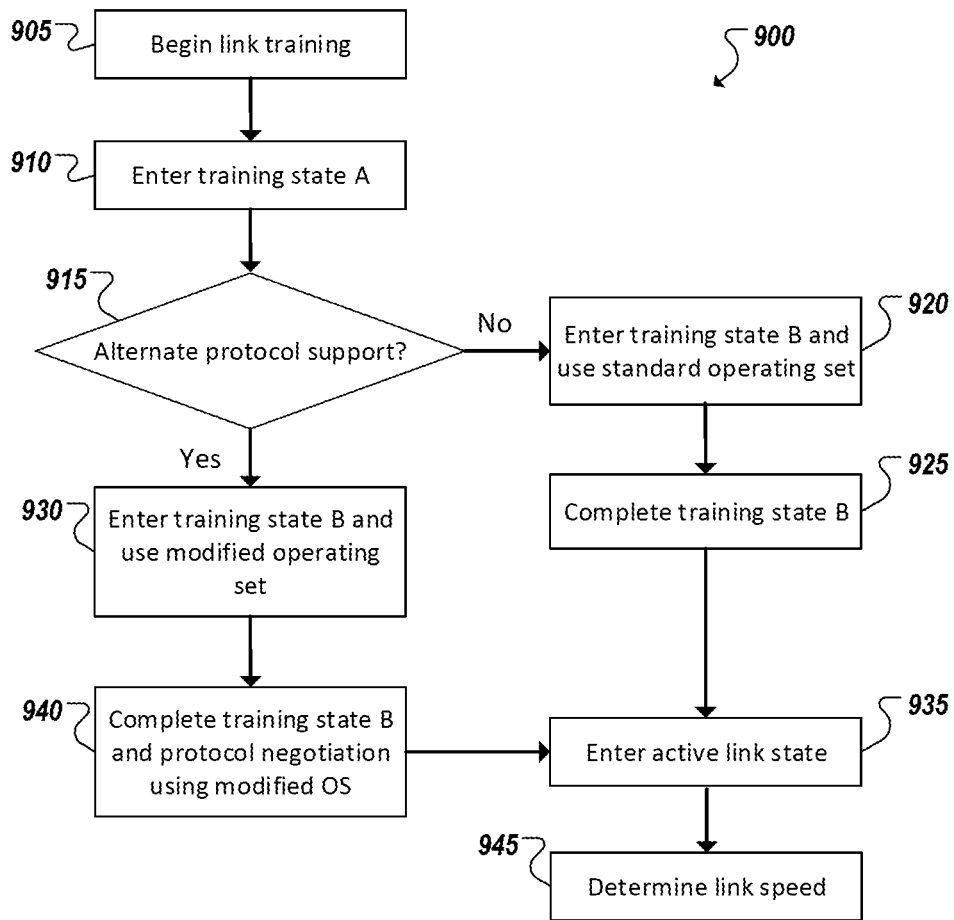 905
Begin link training
900
910
Enter training state A
915
Alternate protocol support?
No
920
Enter training state B and
use standard operating set
Yes
925
Complete training state B
930
Enter training state B and
use modified operating
set
940
Complete training state B
and protocol negotiation
using modified OS
935
Enter active link state
945
Determine link speed